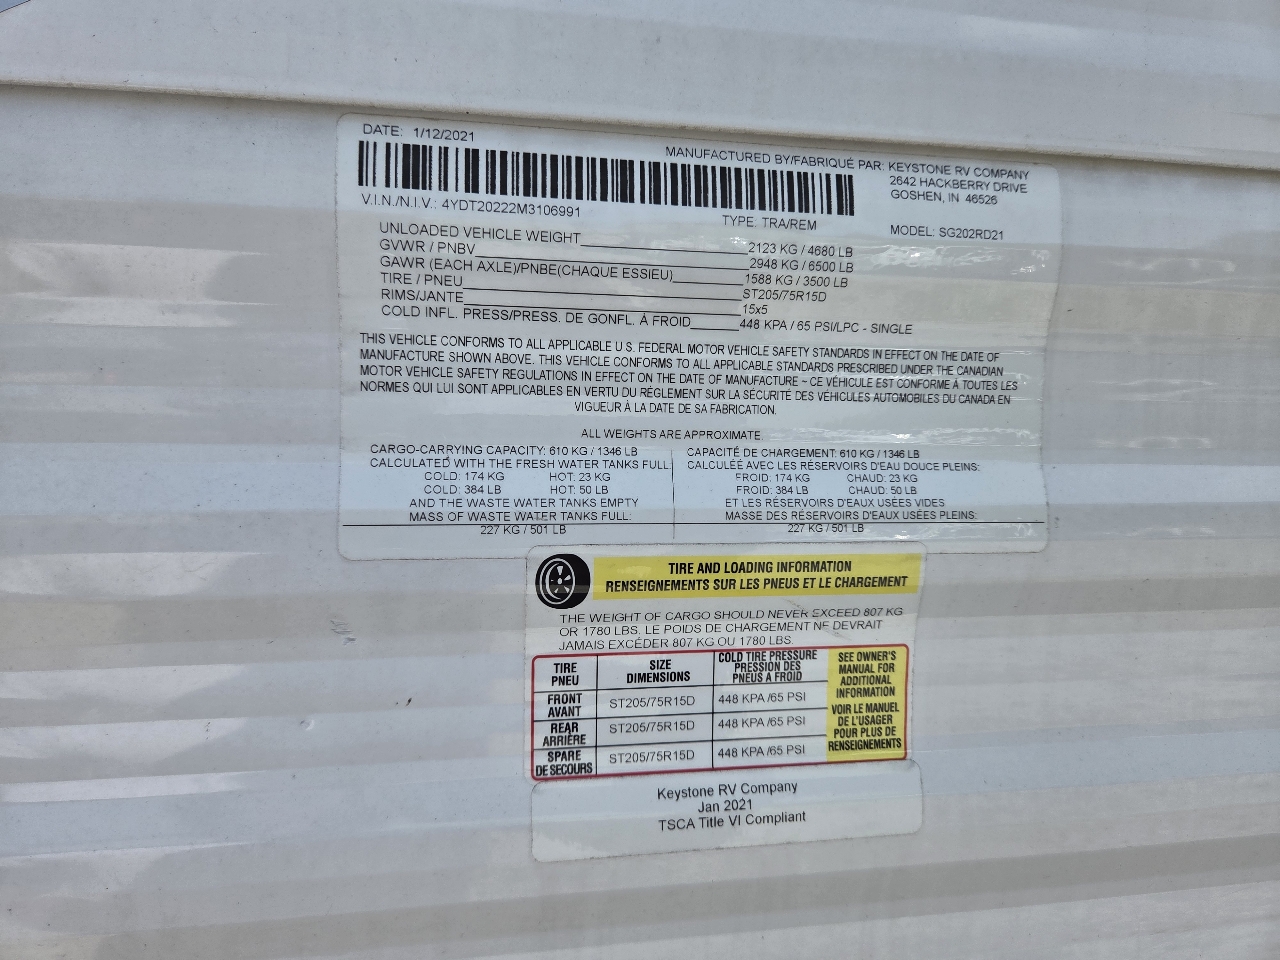 DATE: 1/12/2021
MANUFACTURED BY/FABRIQUÉ PAR: KEYSTONE RV COMPANY
2642 HACKBERRY DRIVE
GOSHEN, IN 46526
V.I.N./N.I.V.: 4YDT20222M3106991
TYPE: TRA/REM
MODEL: SG202RD21
UNLOADED VEHICLE WEIGHT 2123 KG / 4680 LB
GVWR / PNBV 2948 KG / 6500 LB
GAWR (EACH AXLE)/PNBE(CHAQUE ESSIEU) 1588 KG / 3500 LB
TIRE / PNEU ST205/75R15D
RIMS/JANTE 15x5
COLD INFL. PRESS/PRESS. DE GONFL. À FROID 448 KPA / 65 PSI/LPC - SINGLE
THIS VEHICLE CONFORMS TO ALL APPLICABLE U.S. FEDERAL MOTOR VEHICLE SAFETY STANDARDS IN EFFECT ON THE DATE OF
MANUFACTURE SHOWN ABOVE. THIS VEHICLE CONFORMS TO ALL APPLICABLE STANDARDS PRESCRIBED UNDER THE CANADIAN
MOTOR VEHICLE SAFETY REGULATIONS IN EFFECT ON THE DATE OF MANUFACTURE ~ CE VÉHICULE EST CONFORME À TOUTES LES
NORMES QUI LUI SONT APPLICABLES EN VERTU DU RÈGLEMENT SUR LA SÉCURITÉ DES VÉHICULES AUTOMOBILES DU CANADA EN
VIGUEUR À LA DATE DE SA FABRICATION.
ALL WEIGHTS ARE APPROXIMATE.
CARGO-CARRYING CAPACITY: 610 KG / 1346 LB
CALCULATED WITH THE FRESH WATER TANKS FULL:
COLD: 174 KG HOT: 23 KG
COLD: 384 LB HOT: 50 LB
AND THE WASTE WATER TANKS EMPTY
MASS OF WASTE WATER TANKS FULL:
227 KG / 501 LB
CAPACITÉ DE CHARGEMENT: 610 KG / 1346 LB
CALCULÉE AVEC LES RÉSERVOIRS D'EAU DOUCE PLEINS:
FROID: 174 KG CHAUD: 23 KG
FROID: 384 LB CHAUD: 50 LB
ET LES RÉSERVOIRS D'EAUX USÉES VIDES
MASSE DES RÉSERVOIRS D'EAUX USÉES PLEINS:
227 KG / 501 LB
TIRE AND LOADING INFORMATION
RENSEIGNEMENTS SUR LES PNEUS ET LE CHARGEMENT
THE WEIGHT OF CARGO SHOULD NEVER EXCEED 807 KG
OR 1780 LBS. LE POIDS DE CHARGEMENT NE DEVRAIT
JAMAIS EXCÉDER 807 KG OU 1780 LBS.
TIRE
PNEU
SIZE
DIMENSIONS
COLD TIRE PRESSURE
PRESSION DES
PNEUS À FROID
FRONT
AVANT
ST205/75R15D
448 KPA /65 PSI
REAR
ARRIÈRE
ST205/75R15D
448 KPA /65 PSI
SPARE
DE SECOURS
ST205/75R15D
448 KPA /65 PSI
SEE OWNER'S
MANUAL FOR
ADDITIONAL
INFORMATION
VOIR LE MANUEL
DE L'USAGER
POUR PLUS DE
RENSEIGNEMENTS
Keystone RV Company
Jan 2021
TSCA Title VI Compliant